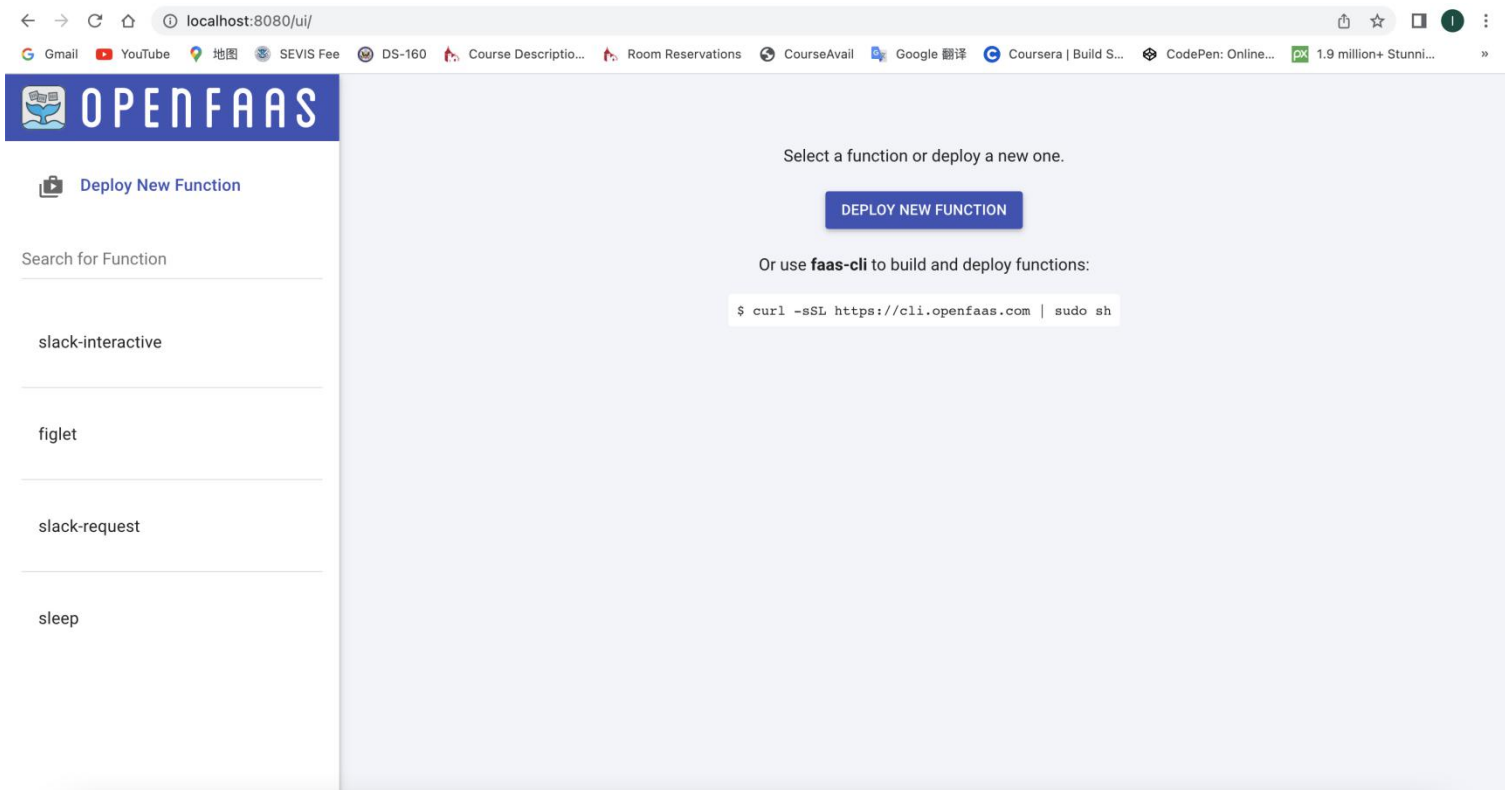 localhost:8080/ui/
I
Gmail YouTube 地图 SEVIS Fee DS-160 Course Descriptio... Room Reservations CourseAvail Google 翻译 Coursera | Build S... CodePen: Online... 1.9 million+ Stunni... »
OPENFAAS
Deploy New Function
Search for Function
slack-interactive
figlet
slack-request
sleep
Select a function or deploy a new one.
DEPLOY NEW FUNCTION
Or use faas-cli to build and deploy functions:
$ curl -sSL https://cli.openfaas.com | sudo sh